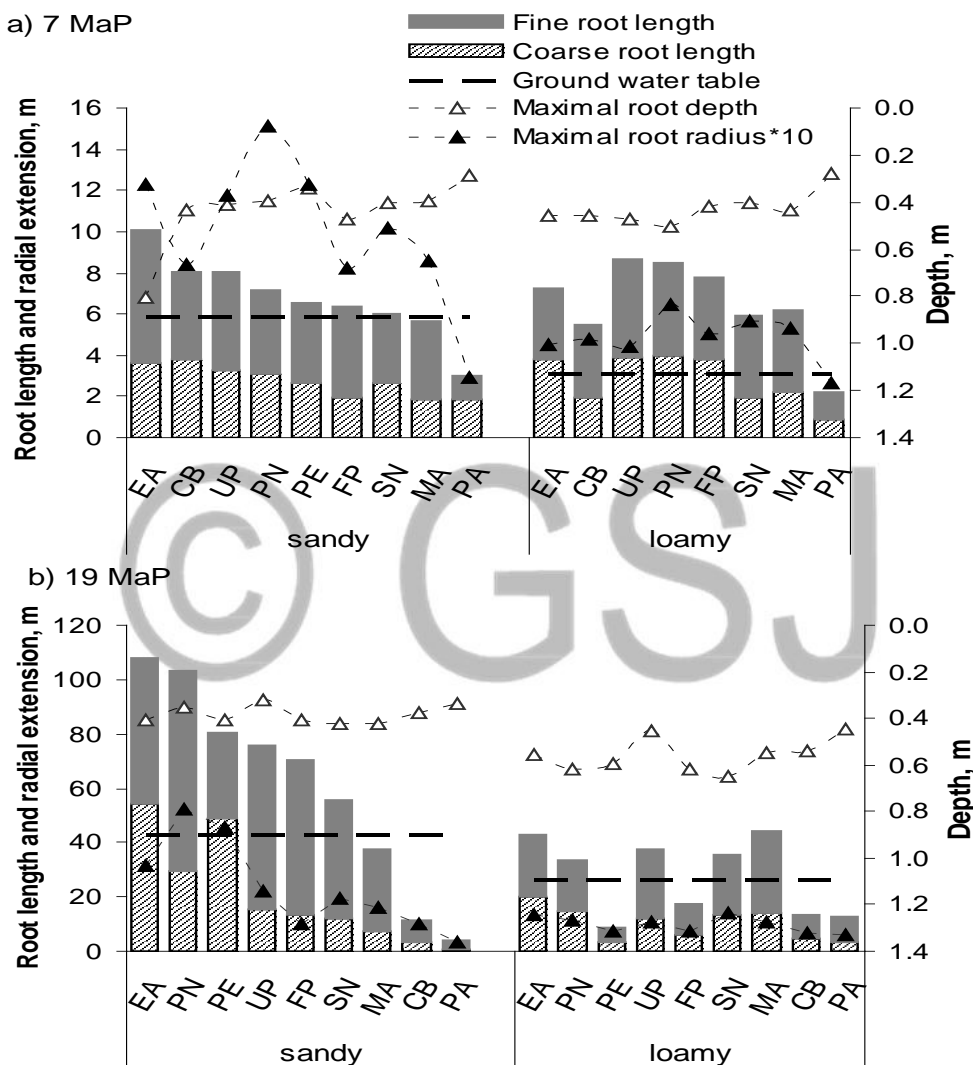 a) 7 MaP
Fine root length
Coarse root length
Ground water table
Maximal root depth
Maximal root radius*10
Root length and radial extension, m
16
14
12
10
8
6
4
2
0
0.0
0.2
0.4
0.6
0.8
1.0
1.2
1.4
Depth, m
EA CB UP PN PE FP SN MA PA
EA CB UP PN FP SN MA PA
sandy loamy
© GSJ
b) 19 MaP
Root length and radial extension, m
120
100
80
60
40
20
0
0.0
0.2
0.4
0.6
0.8
1.0
1.2
1.4
Depth, m
EA PN PE UP FP SN MA CB PA
EA PN PE UP FP SN MA CB PA
sandy loamy